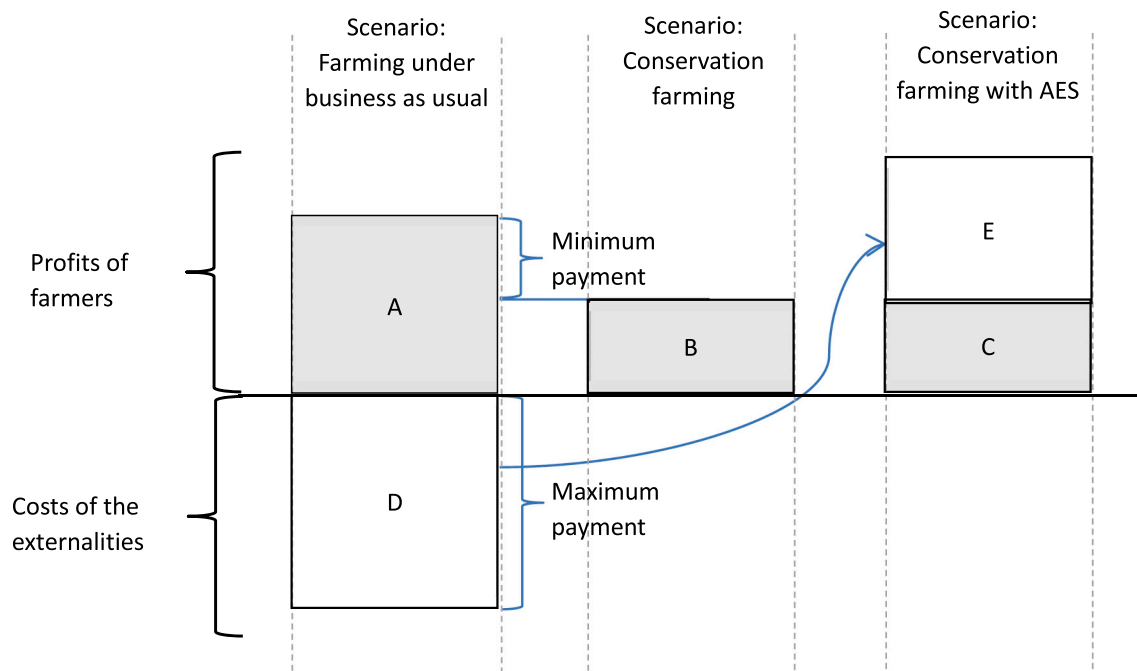 Scenario:
Farming under
business as usual
Scenario:
Conservation
farming
Scenario:
Conservation
farming with AES
Profits of
farmers
A
Minimum
payment
B
E
C
Costs of the
externalities
D
Maximum
payment